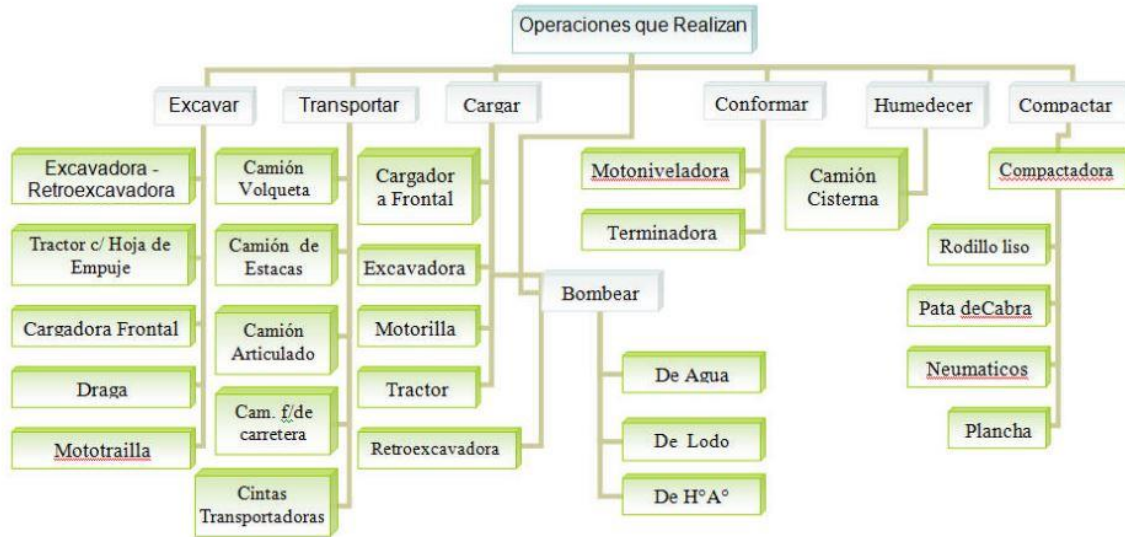 Operaciones que Realizan
Excavar
Transportar
Cargar
Conformar
Humedecer
Compactar
Excavadora -
Retroexcavadora
Tractor c/ Hoja de
Empuje
Cargadora Frontal
Draga
Mototrailla
Camión
Volqueta
Camión de
Estacas
Camión
Articulado
Cam. f/de
carretera
Cintas
Transportadoras
Cargador
a Frontal
Excavadora
Motorilla
Tractor
Retroexcavadora
Motoniveladora
Terminadora
Bombear
De Agua
De Lodo
De H°A°
Camión
Cisterna
Compactadora
Rodillo liso
Pata deCabra
Neumaticos
Plancha